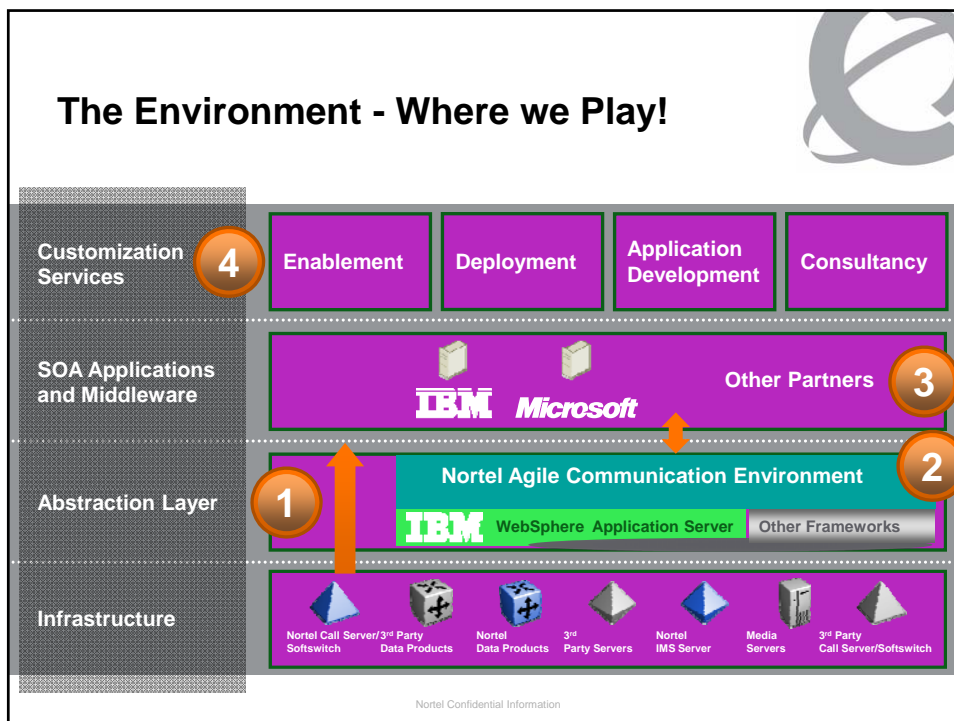 The Environment - Where we Play!
Customization
Services
4
Enablement
Deployment
Application
Development
Consultancy
SOA Applications
and Middleware
IBM
Microsoft
Other Partners
3
Abstraction Layer
1
Nortel Agile Communication Environment
2
IBM
WebSphere Application Server
Other Frameworks
Infrastructure
Nortel Call Server/
Softswitch
3rd Party
Data Products
Nortel
Data Products
3rd
Party Servers
Nortel
IMS Server
Media
Servers
3rd Party
Call Server/Softswitch
Nortel Confidential Information